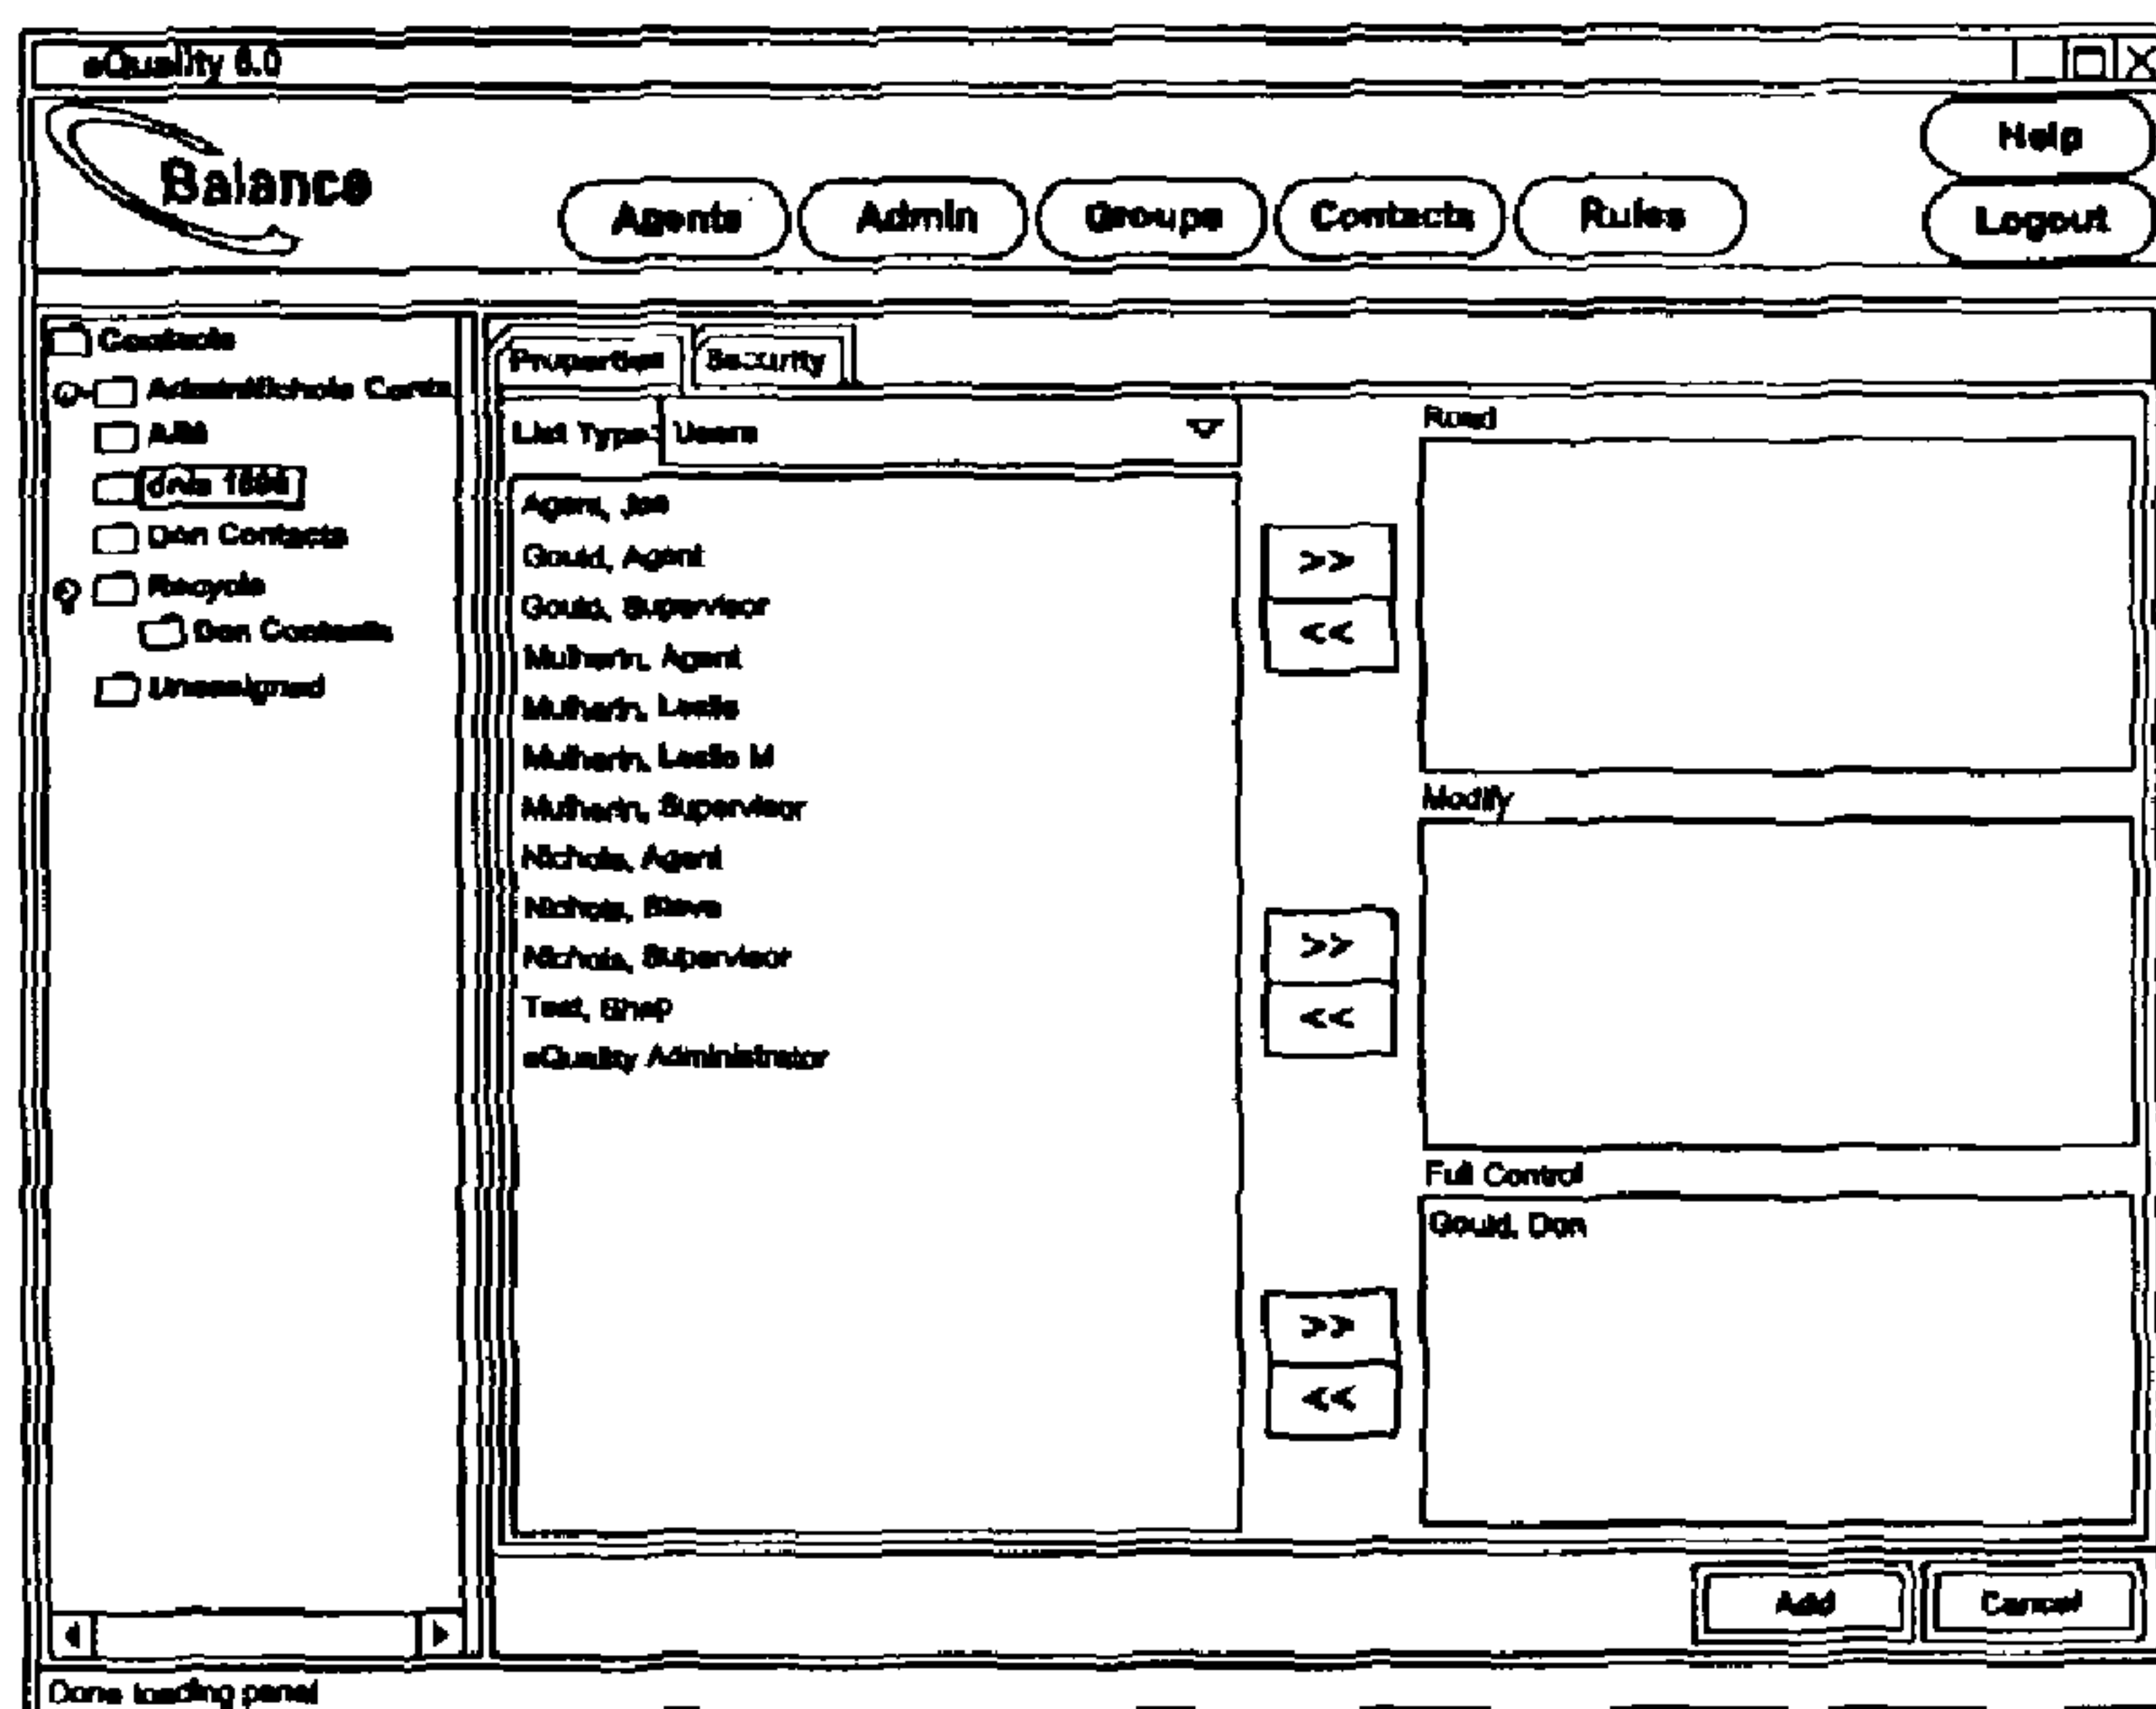 eQuality 6.0
Help
Balance
Agents Admin Groups Contacts Rules
Logout
Contacts
Properties Security
List Type: Users
Read
Don Contacts
Recycle
Don Contacts
Unassigned
Agent, Joe
Gould, Agent
Gould, Supervisor
Mulherin, Agent
Mulherin, Leslie
Mulherin, Leslie M
Mulherin, Supervisor
Nichols, Agent
Nichols, Steve
Nichols, Supervisor
Test, Snap
eQuality Administrator
>>
<<
Modify
>>
<<
Full Control
Gould, Don
>>
<<
Add Cancel
Done loading panel